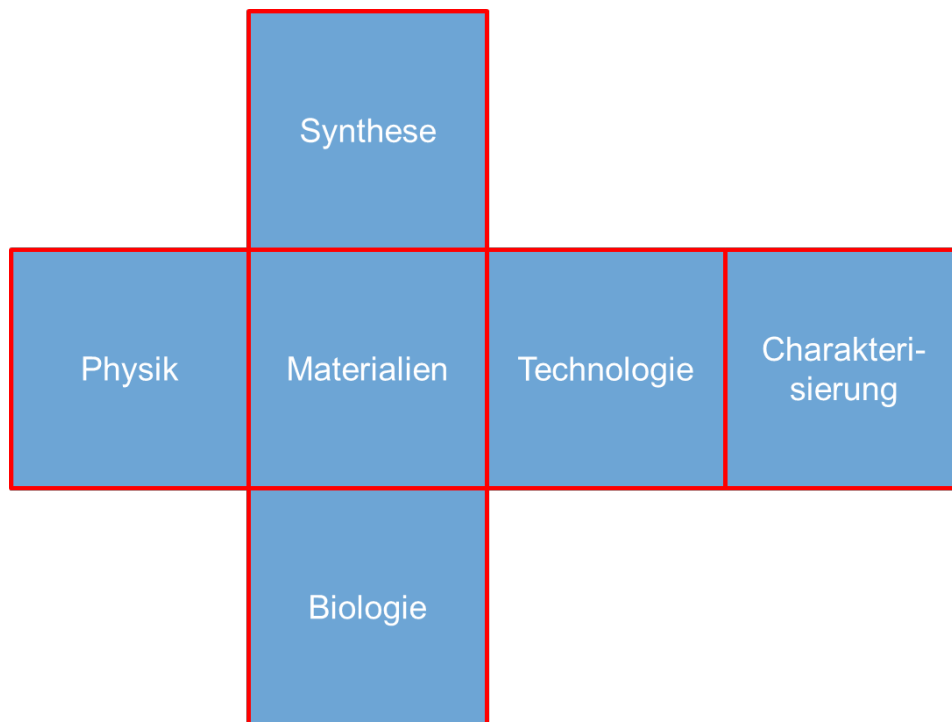 Synthese
Physik
Materialien
Technologie
Charakteri-
sierung
Biologie